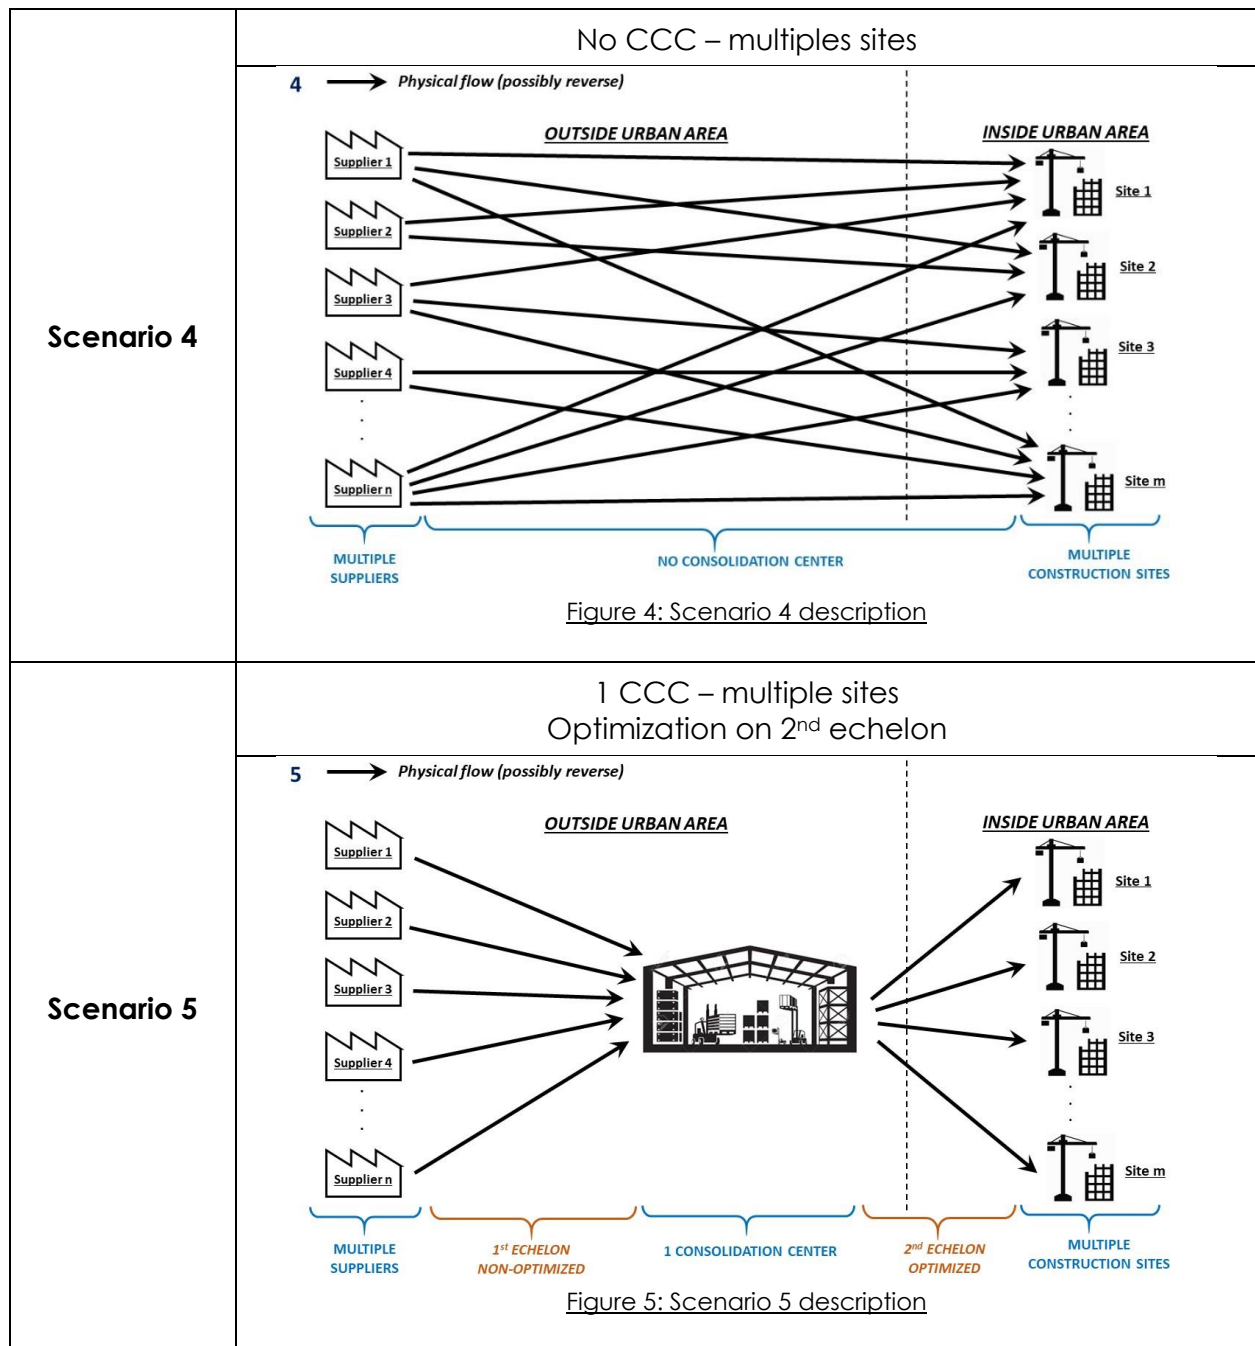 No CCC – multiples sites
Scenario 4
4 Physical flow (possibly reverse)
OUTSIDE URBAN AREA
INSIDE URBAN AREA
Supplier 1
Site 1
Supplier 2
Site 2
Supplier 3
Site 3
Supplier 4
Supplier n
Site m
MULTIPLE
SUPPLIERS
NO CONSOLIDATION CENTER
MULTIPLE
CONSTRUCTION SITES
Figure 4: Scenario 4 description
1 CCC – multiple sites
Optimization on 2nd echelon
Scenario 5
5 Physical flow (possibly reverse)
OUTSIDE URBAN AREA
INSIDE URBAN AREA
Supplier 1
Site 1
Supplier 2
Site 2
Supplier 3
Site 3
Supplier 4
Supplier n
Site m
MULTIPLE
SUPPLIERS
1st ECHELON
NON-OPTIMIZED
1 CONSOLIDATION CENTER
2nd ECHELON
OPTIMIZED
MULTIPLE
CONSTRUCTION SITES
Figure 5: Scenario 5 description